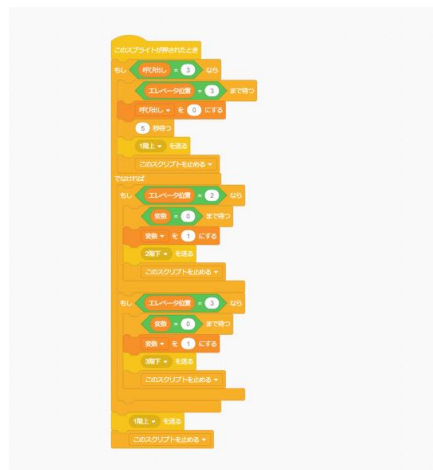 このスプライトが押されたとき
もし 呼び出し = 3 なら
エレベータ位置 = 3 まで待つ
呼び出し を 0 にする
5 秒待つ
1階上 を送る
このスクリプトを止める
でなければ
もし エレベータ位置 = 2 なら
変数 = 0 まで待つ
変数 を 1 にする
2階下 を送る
このスクリプトを止める
もし エレベータ位置 = 3 なら
変数 = 0 まで待つ
変数 を 1 にする
3階下 を送る
このスクリプトを止める
1階上 を送る
このスクリプトを止める